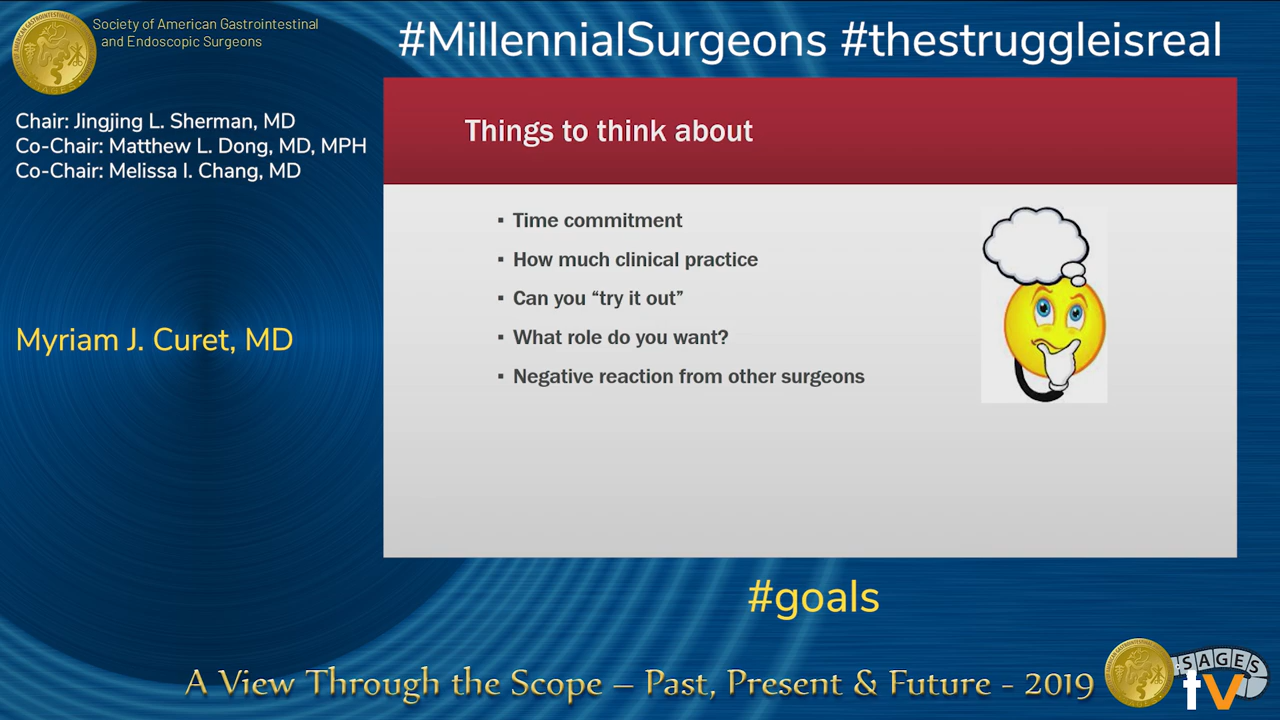 Society of American Gastrointestinal
and Endoscopic Surgeons
#MillennialSurgeons #thestruggleisreal
Chair: Jingjing L. Sherman, MD
Co-Chair: Matthew L. Dong, MD, MPH
Co-Chair: Melissa I. Chang, MD
Myriam J. Curet, MD
Things to think about
▪ Time commitment
▪ How much clinical practice
▪ Can you “try it out”
▪ What role do you want?
▪ Negative reaction from other surgeons
#goals
A View Through the Scope – Past, Present & Future - 2019
SAGES
tv